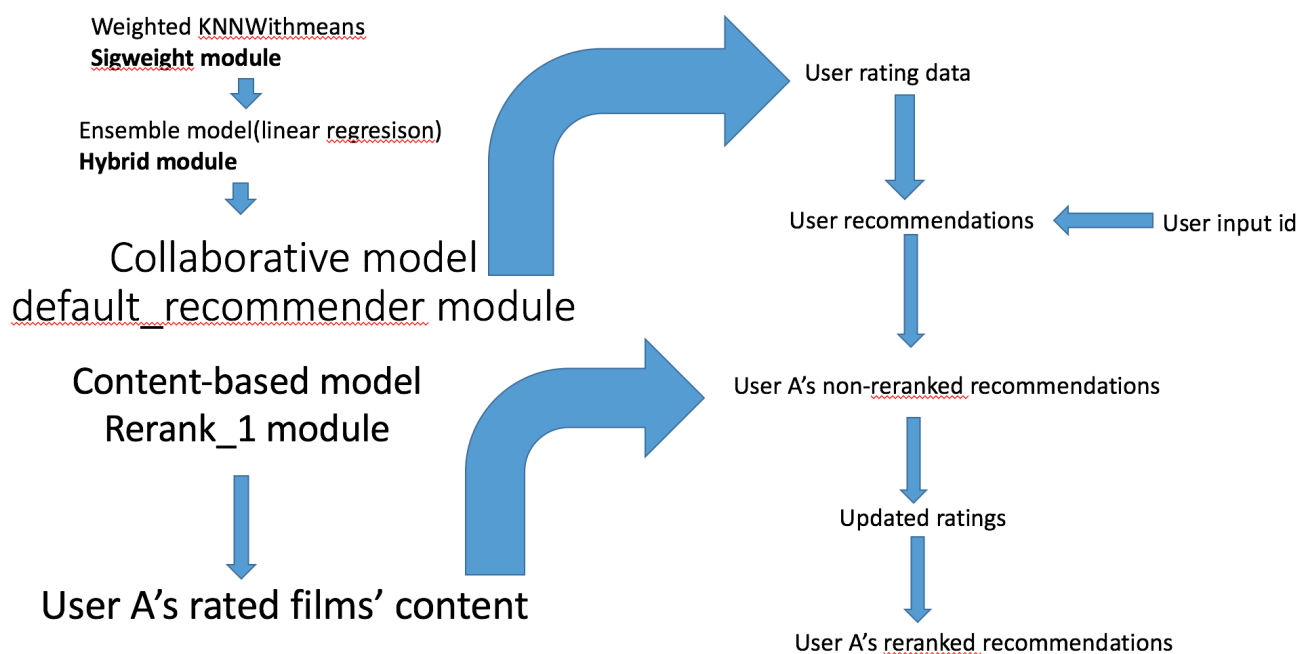 Weighted KNNWithmeans
Sigweight module
Ensemble model(linear regresison)
Hybrid module
Collaborative model
default_recommender module
Content-based model
Rerank_1 module
User A’s rated films’ content
User rating data
User recommendations
User input id
User A’s non-reranked recommendations
Updated ratings
User A’s reranked recommendations